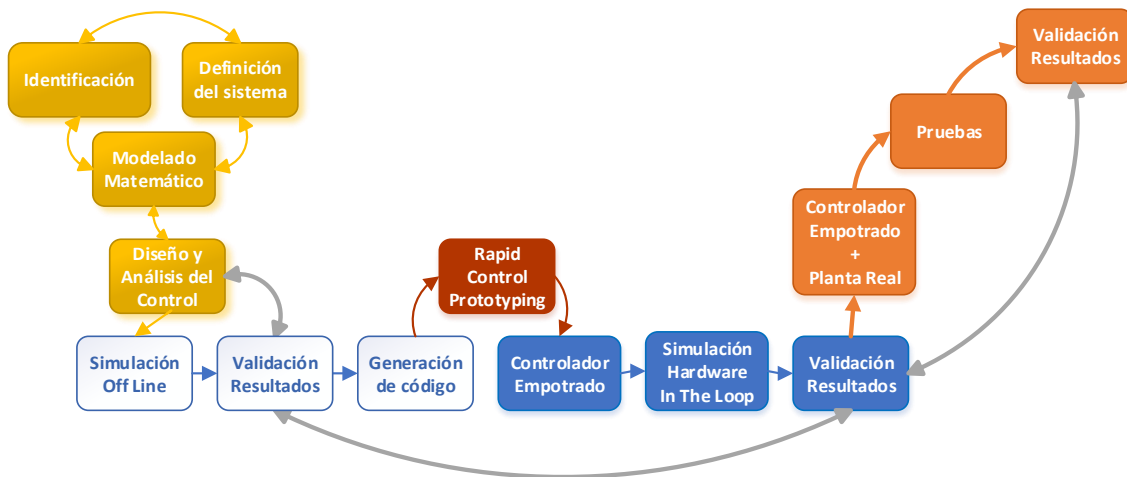 Identificación
Definición
del sistema
Modelado
Matemático
Diseño y
Análisis del
Control
Simulación
Off Line
Validación
Resultados
Generación
de código
Rapid
Control
Prototyping
Controlador
Empotrado
Simulación
Hardware
In The Loop
Validación
Resultados
Controlador
Empotrado
+
Planta Real
Pruebas
Validación
Resultados